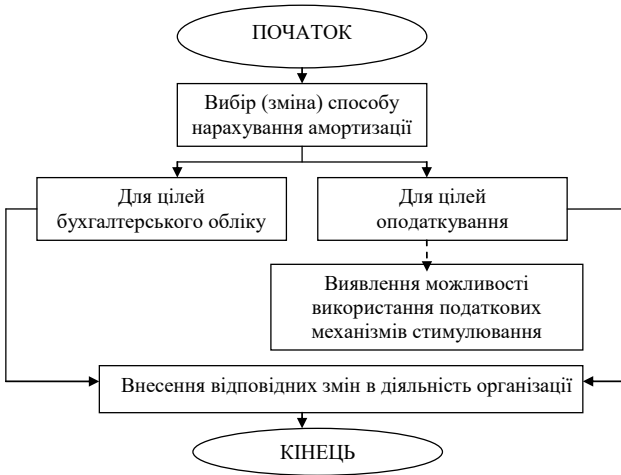 ПОЧАТОК
Вибір (зміна) способу
нарахування амортизації
Для цілей
бухгалтерського обліку
Для цілей
оподаткування
Виявлення можливості
використання податкових
механізмів стимулювання
Внесення відповідних змін в діяльність організації
КІНЕЦЬ